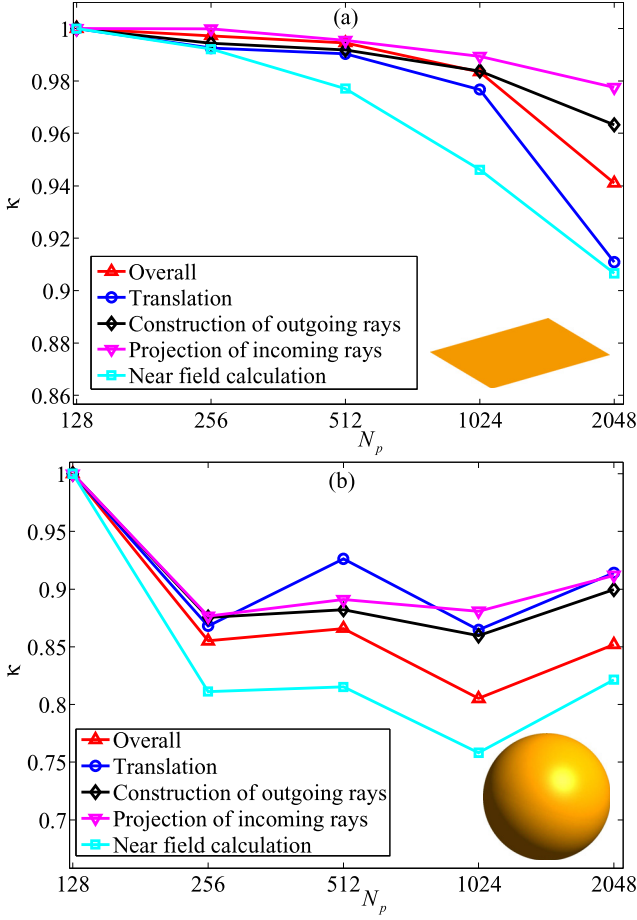 (a)
1
0.98
0.96
0.94
0.92
0.9
0.88
0.86
κ
Overall
Translation
Construction of outgoing rays
Projection of incoming rays
Near field calculation
128 256 512 1024 2048
N_p
(b)
1
0.95
0.9
0.85
0.8
0.75
0.7
κ
Overall
Translation
Construction of outgoing rays
Projection of incoming rays
Near field calculation
128 256 512 1024 2048
N_p